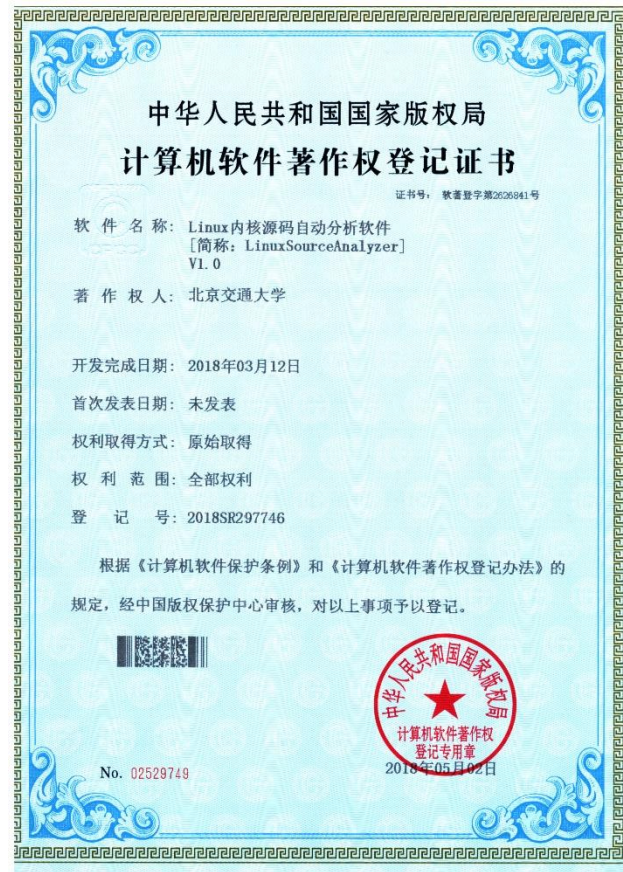 中华人民共和国国家版权局
计算机软件著作权登记证书
证书号: 软著登字第2626841号
软件名称: Linux内核源码自动分析软件
[简称: LinuxSourceAnalyzer]
V1.0
著作权人: 北京交通大学
开发完成日期: 2018年03月12日
首次发表日期: 未发表
权利取得方式: 原始取得
权利范围: 全部权利
登记号: 2018SR297746
根据《计算机软件保护条例》和《计算机软件著作权登记办法》的
规定, 经中国版权保护中心审核, 对以上事项予以登记。
中华人民共和国国家版权局
计算机软件著作权
登记专用章
No. 02529749
2018年05月02日